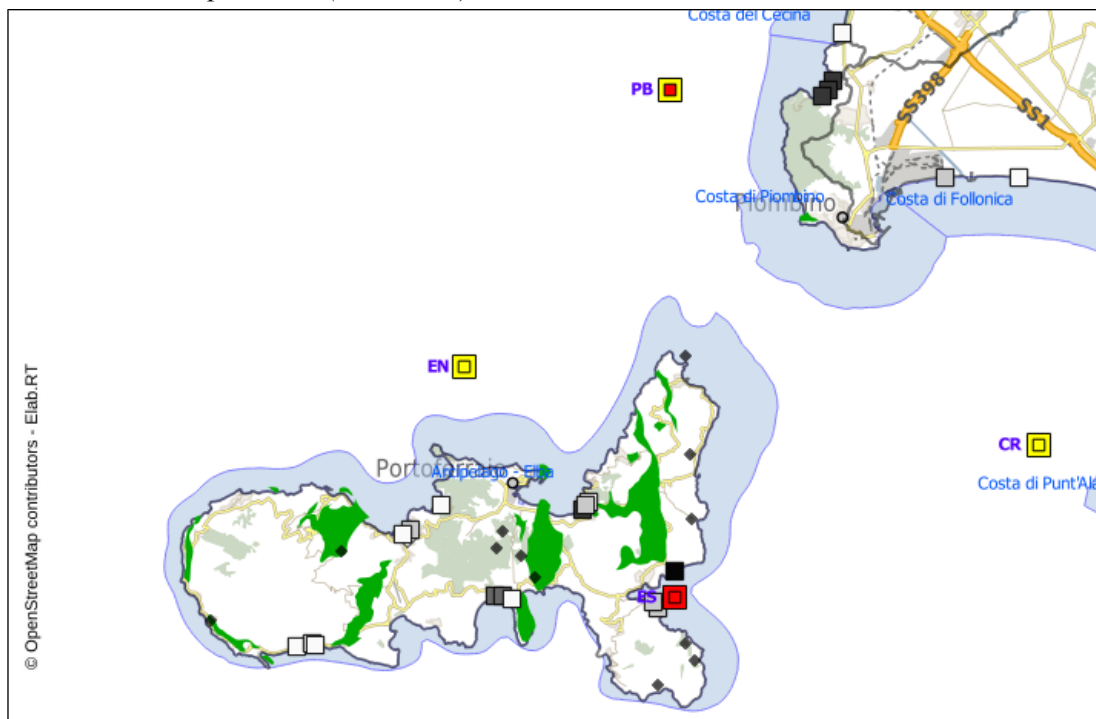 Costa del Cecina
PB
SS398
SS1
Costa di Piombino
Piombino
Costa di Follonica
EN
CR
Portoferraio
Arcipelago - Elba
Costa di Punt'Al
ES
© OpenStreetMap contributors - Elab.RT